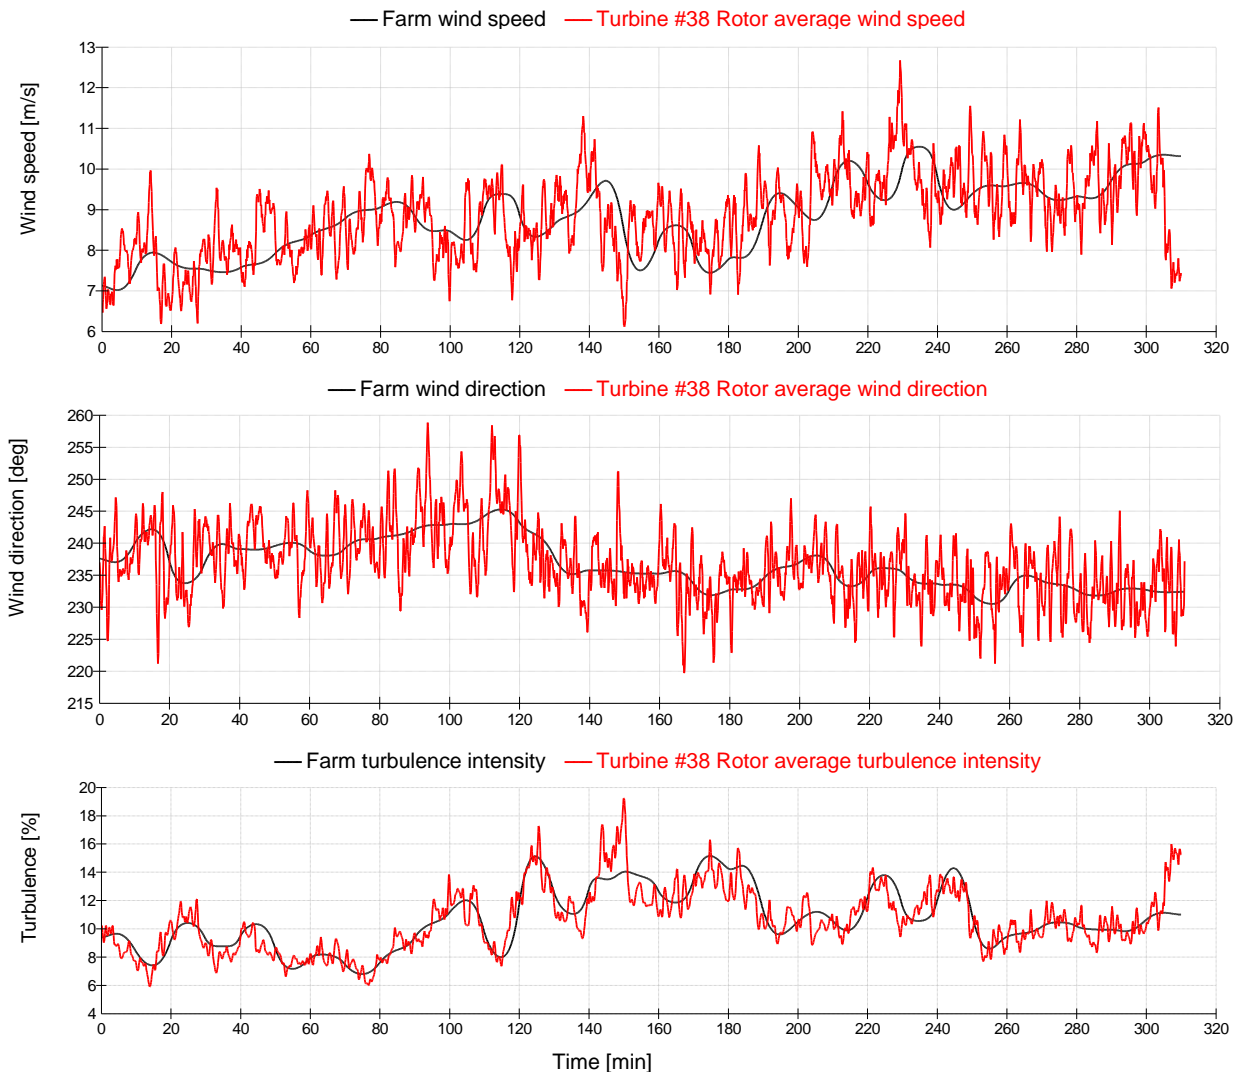 Farm wind speed Turbine #38 Rotor average wind speed
Wind speed [m/s]
13
12
11
10
9
8
7
6
0 20 40 60 80 100 120 140 160 180 200 220 240 260 280 300 320
Farm wind direction Turbine #38 Rotor average wind direction
Wind direction [deg]
260
255
250
245
240
235
230
225
220
215
0 20 40 60 80 100 120 140 160 180 200 220 240 260 280 300 320
Farm turbulence intensity Turbine #38 Rotor average turbulence intensity
Turbulence [%]
20
18
16
14
12
10
8
6
4
0 20 40 60 80 100 120 140 160 180 200 220 240 260 280 300 320
Time [min]